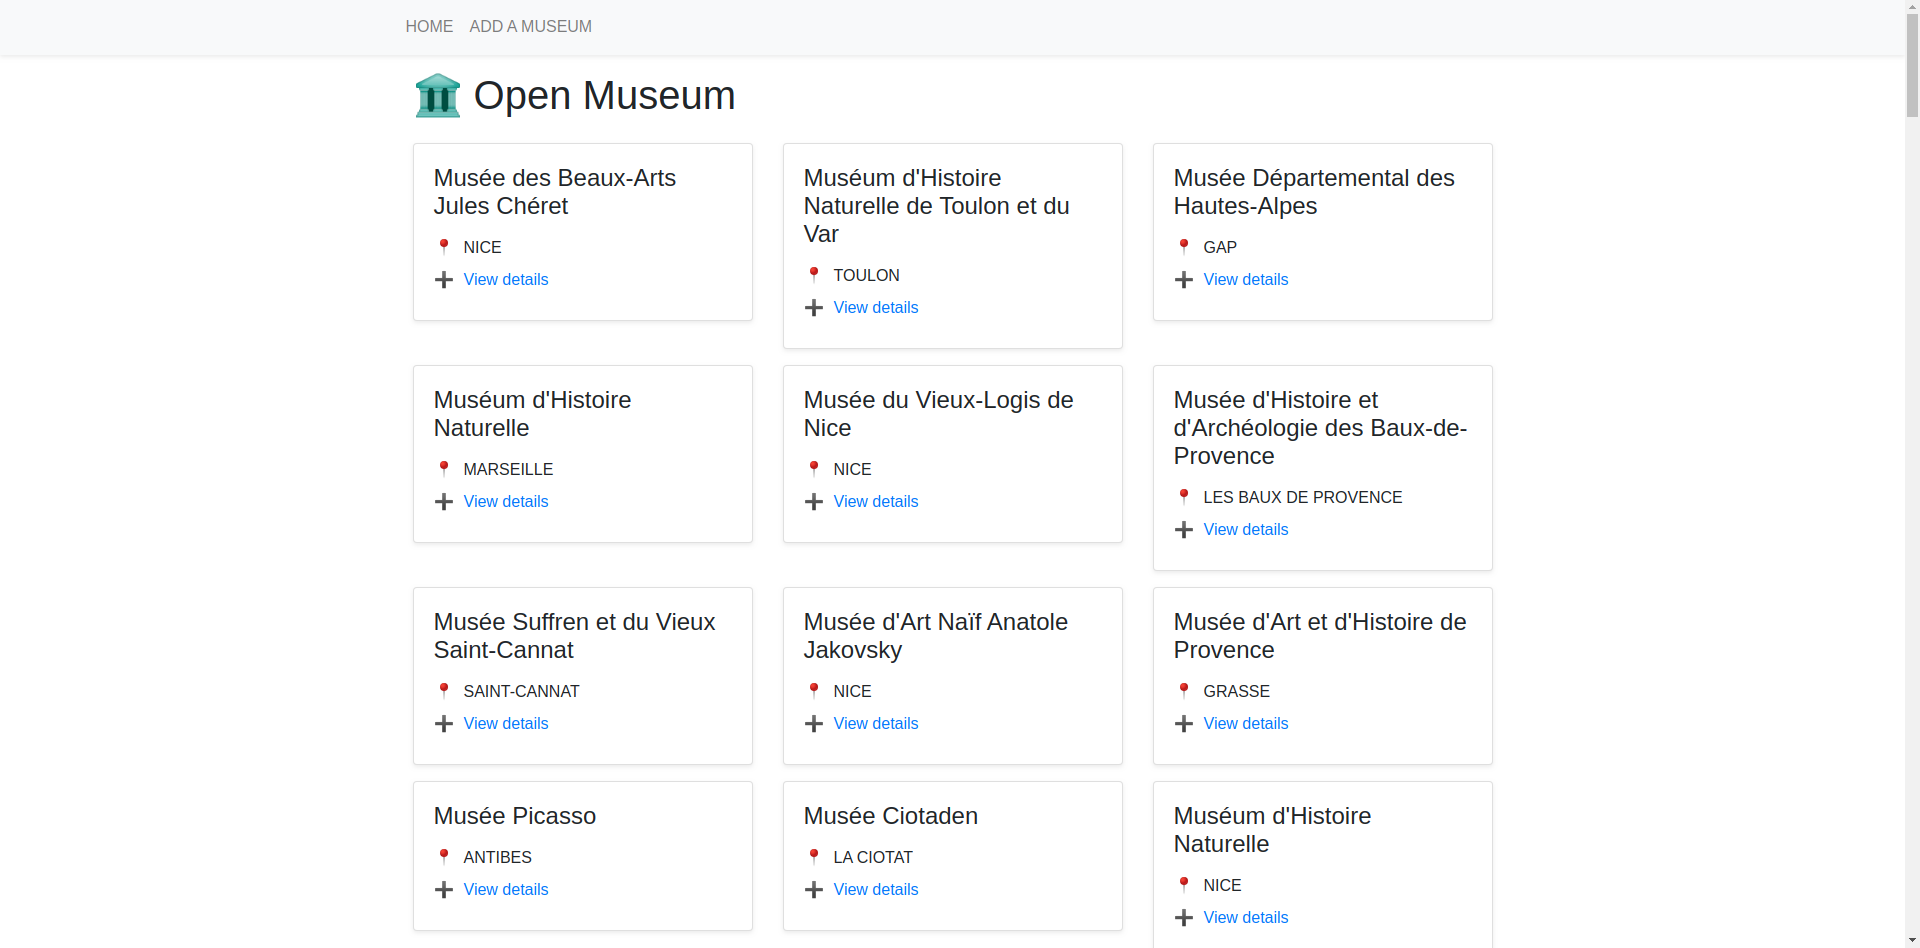 HOME ADD A MUSEUM
Open Museum
Musée des Beaux-Arts
Jules Chéret
NICE
View details
Muséum d'Histoire
Naturelle de Toulon et du
Var
TOULON
View details
Musée Départemental des
Hautes-Alpes
GAP
View details
Muséum d'Histoire
Naturelle
MARSEILLE
View details
Musée du Vieux-Logis de
Nice
NICE
View details
Musée d'Histoire et
d'Archéologie des Baux-de-
Provence
LES BAUX DE PROVENCE
View details
Musée Suffren et du Vieux
Saint-Cannat
SAINT-CANNAT
View details
Musée d'Art Naïf Anatole
Jakovsky
NICE
View details
Musée d'Art et d'Histoire de
Provence
GRASSE
View details
Musée Picasso
ANTIBES
View details
Musée Ciotaden
LA CIOTAT
View details
Muséum d'Histoire
Naturelle
NICE
View details